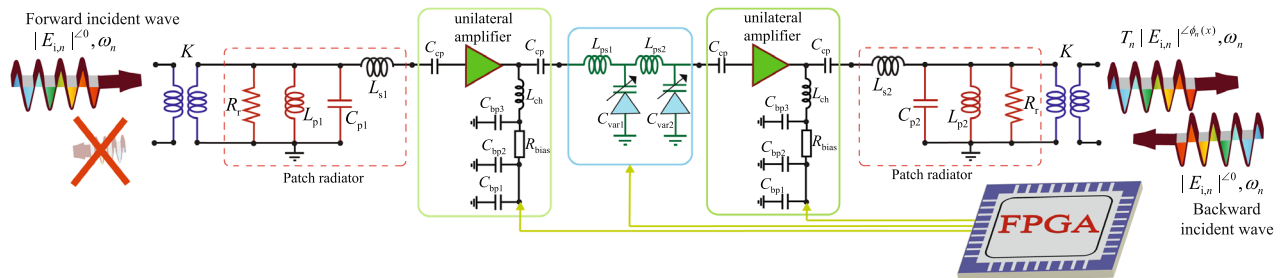 Forward incident wave
|E_{i,n}|^{∠0}, ω_n
K
R_r
L_{p1}
C_{p1}
L_{s1}
Patch radiator
unilateral
amplifier
C_{cp}
C_{cp}
L_{ch}
C_{bp3}
R_{bias}
C_{bp2}
C_{bp1}
L_{ps1}
L_{ps2}
C_{var1}
C_{var2}
unilateral
amplifier
C_{cp}
C_{cp}
L_{ch}
C_{bp3}
R_{bias}
C_{bp2}
C_{bp1}
L_{s2}
C_{p2}
L_{p2}
R_r
Patch radiator
K
T_n|E_{i,n}|^{∠ϕ_n(x)}, ω_n
|E_{i,n}|^{∠0}, ω_n
Backward
incident wave
FPGA